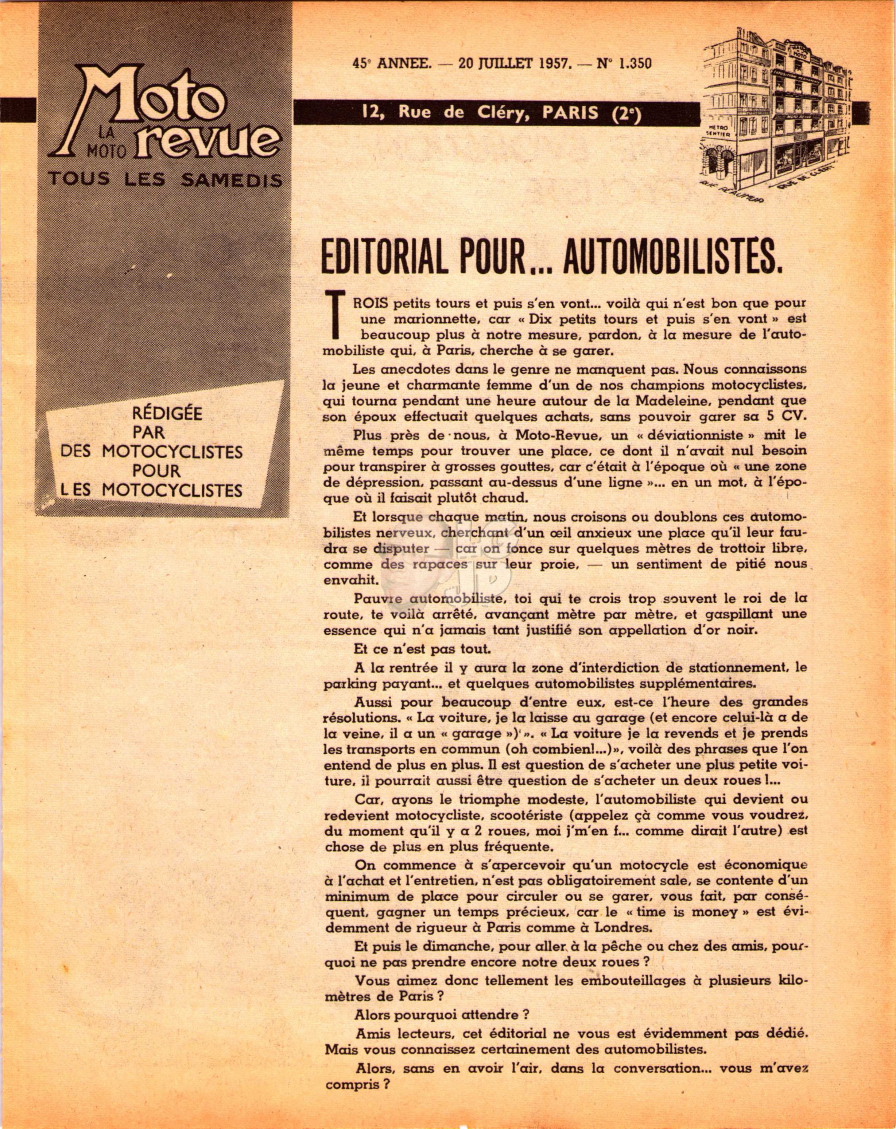 45e ANNEE. — 20 JUILLET 1957. — N° 1.350
12, Rue de Cléry, PARIS (2e)
Moto
LA
MOTO revue
TOUS LES SAMEDIS
METRO
SENTIER
RUE REAUMUR
RUE DE CLERY
RÉDIGÉE
PAR
DES MOTOCYCLISTES
POUR
LES MOTOCYCLISTES
EDITORIAL POUR... AUTOMOBILISTES.
TROIS petits tours et puis s'en vont... voilà qui n'est bon que pour
une marionnette, car « Dix petits tours et puis s'en vont » est
beaucoup plus à notre mesure, pardon, à la mesure de l'auto-
mobiliste qui, à Paris, cherche à se garer.
Les anecdotes dans le genre ne manquent pas. Nous connaissons
la jeune et charmante femme d'un de nos champions motocyclistes,
qui tourna pendant une heure autour de la Madeleine, pendant que
son époux effectuait quelques achats, sans pouvoir garer sa 5 CV.
Plus près de nous, à Moto-Revue, un « déviationniste » mit le
même temps pour trouver une place, ce dont il n'avait nul besoin
pour transpirer à grosses gouttes, car c'était à l'époque où « une zone
de dépression, passant au-dessus d'une ligne »... en un mot, à l'épo-
que où il faisait plutôt chaud.
Et lorsque chaque matin, nous croisons ou doublons ces automo-
bilistes nerveux, cherchant d'un œil anxieux une place qu'il leur fau-
dra se disputer — car on fonce sur quelques mètres de trottoir libre,
comme des rapaces sur leur proie, — un sentiment de pitié nous
envahit.
Pauvre automobiliste, toi qui te crois trop souvent le roi de la
route, te voilà arrêté, avançant mètre par mètre, et gaspillant une
essence qui n'a jamais tant justifié son appellation d'or noir.
Et ce n'est pas tout.
A la rentrée il y aura la zone d'interdiction de stationnement, le
parking payant... et quelques automobilistes supplémentaires.
Aussi pour beaucoup d'entre eux, est-ce l'heure des grandes
résolutions. « La voiture, je la laisse au garage (et encore celui-là a de
la veine, il a un « garage »)'». « La voiture je la revends et je prends
les transports en commun (oh combien!...)», voilà des phrases que l'on
entend de plus en plus. Il est question de s'acheter une plus petite voi-
ture, il pourrait aussi être question de s'acheter un deux roues !...
Car, ayons le triomphe modeste, l'automobiliste qui devient ou
redevient motocycliste, scootériste (appelez çà comme vous voudrez,
du moment qu'il y a 2 roues, moi j'm'en f... comme dirait l'autre) est
chose de plus en plus fréquente.
On commence à s'apercevoir qu'un motocycle est économique
à l'achat et l'entretien, n'est pas obligatoirement sale, se contente d'un
minimum de place pour circuler ou se garer, vous fait, par consé-
quent, gagner un temps précieux, car le « time is money » est évi-
demment de rigueur à Paris comme à Londres.
Et puis le dimanche, pour aller à la pêche ou chez des amis, pour-
quoi ne pas prendre encore notre deux roues ?
Vous aimez donc tellement les embouteillages à plusieurs kilo-
mètres de Paris ?
Alors pourquoi attendre ?
Amis lecteurs, cet éditorial ne vous est évidemment pas dédié.
Mais vous connaissez certainement des automobilistes.
Alors, sans en avoir l'air, dans la conversation... vous m'avez
compris ?